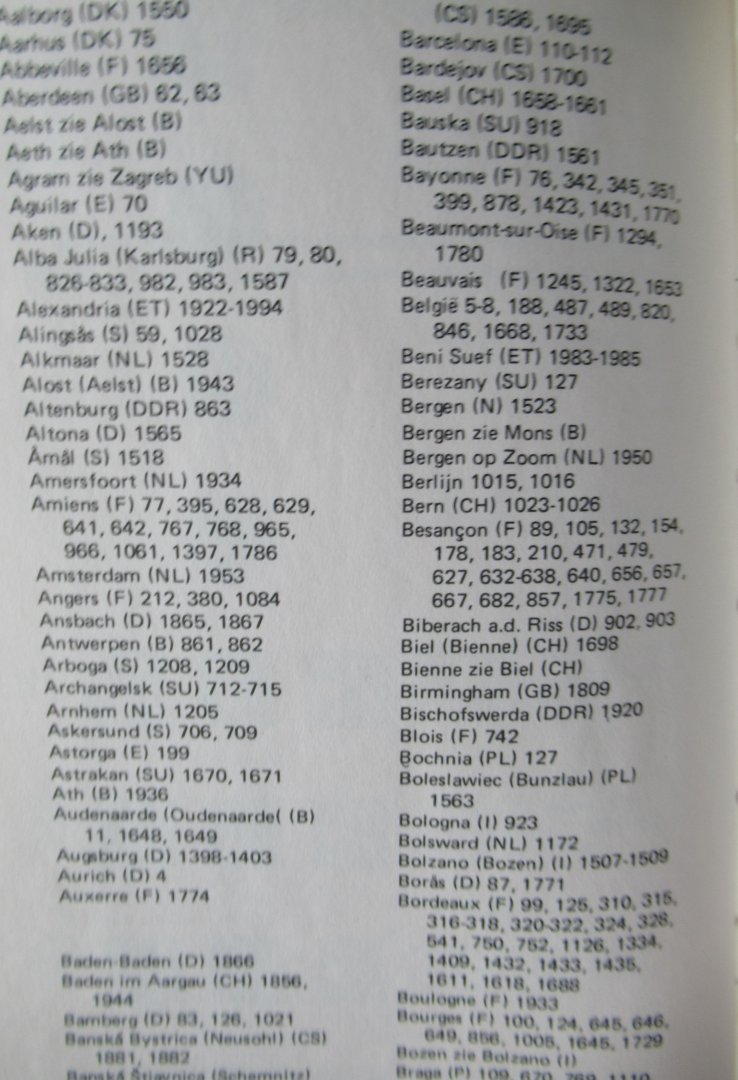 Aalborg (DK) 1550
Aarhus (DK) 75
Abbeville (F) 1656
Aberdeen (GB) 62, 63
Aelst zie Alost (B)
Aeth zie Ath (B)
Agram zie Zagreb (YU)
Aguilar (E) 70
Aken (D), 1193
Alba Julia (Karlsburg) (R) 79, 80,
826-833, 982, 983, 1587
Alexandria (ET) 1922-1994
Alingsås (S) 59, 1028
Alkmaar (NL) 1528
Alost (Aelst) (B) 1943
Altenburg (DDR) 863
Altona (D) 1565
Åmål (S) 1518
Amersfoort (NL) 1934
Amiens (F) 77, 395, 628, 629,
641, 642, 767, 768, 965,
966, 1061, 1397, 1786
Amsterdam (NL) 1953
Angers (F) 212, 380, 1084
Ansbach (D) 1865, 1867
Antwerpen (B) 861, 862
Arboga (S) 1208, 1209
Archangelsk (SU) 712-715
Arnhem (NL) 1205
Askersund (S) 706, 709
Astorga (E) 199
Astrakan (SU) 1670, 1671
Ath (B) 1936
Audenaarde (Oudenaarde( (B)
11, 1648, 1649
Augsburg (D) 1398-1403
Aurich (D) 4
Auxerre (F) 1774
Baden-Baden (D) 1866
Baden im Aargau (CH) 1856,
1944
Bamberg (D) 83, 126, 1021
Banská Bystrica (Neusohl) (CS)
1881, 1882
Banská Štiavnica (Schemnitz)
(CS) 1586, 1695
Barcelona (E) 110-112
Bardejov (CS) 1700
Basel (CH) 1658-1661
Bauska (SU) 918
Bautzen (DDR) 1561
Bayonne (F) 76, 342, 345, 351,
399, 878, 1423, 1431, 1770
Beaumont-sur-Oise (F) 1294,
1780
Beauvais (F) 1245, 1322, 1653
België 5-8, 188, 487, 489, 820,
846, 1668, 1733
Beni Suef (ET) 1983-1985
Berezany (SU) 127
Bergen (N) 1523
Bergen zie Mons (B)
Bergen op Zoom (NL) 1950
Berlijn 1015, 1016
Bern (CH) 1023-1026
Besançon (F) 89, 105, 132, 154,
178, 183, 210, 471, 479,
627, 632-638, 640, 656, 657,
667, 682, 857, 1775, 1777
Biberach a.d. Riss (D) 902, 903
Biel (Bienne) (CH) 1698
Bienne zie Biel (CH)
Birmingham (GB) 1809
Bischofswerda (DDR) 1920
Blois (F) 742
Bochnia (PL) 127
Boleslawiec (Bunzlau) (PL)
1563
Bologna (I) 923
Bolsward (NL) 1172
Bolzano (Bozen) (I) 1507-1509
Borås (D) 87, 1771
Bordeaux (F) 99, 125, 310, 315,
316-318, 320-322, 324, 328,
541, 750, 752, 1126, 1334,
1409, 1432, 1433, 1435,
1611, 1618, 1688
Boulogne (F) 1933
Bourges (F) 100, 124, 645, 646,
649, 856, 1005, 1645, 1729
Bozen zie Bolzano (I)
Braga (P) 109, 670, 769, 1110